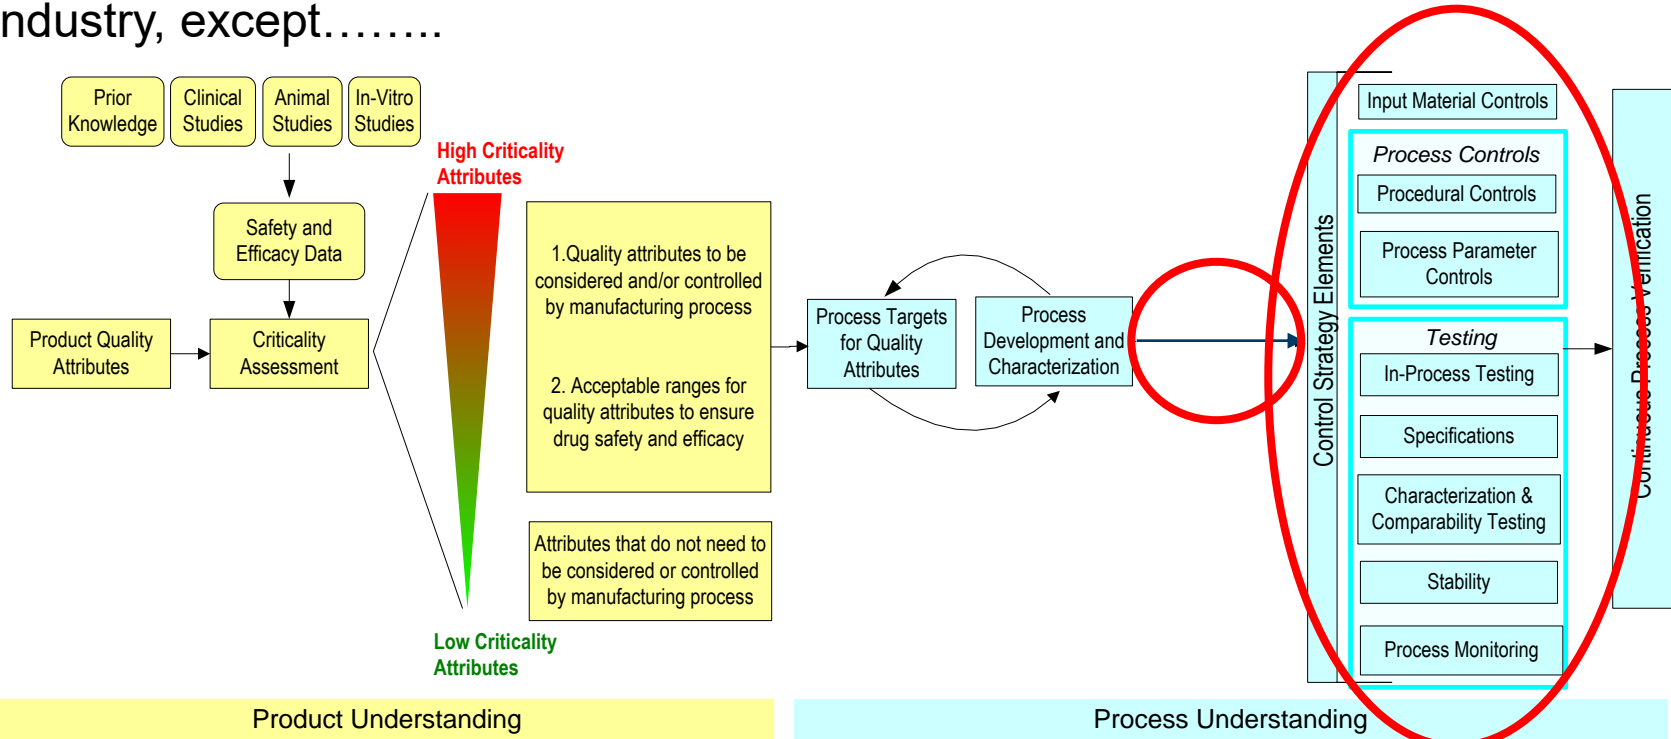 ndustry, except……..
Prior
Knowledge
Clinical
Studies
Animal
Studies
In-Vitro
Studies
Safety and
Efficacy Data
Product Quality
Attributes
Criticality
Assessment
High Criticality
Attributes
Low Criticality
Attributes
1.Quality attributes to be
considered and/or controlled
by manufacturing process
2. Acceptable ranges for
quality attributes to ensure
drug safety and efficacy
Attributes that do not need to
be considered or controlled
by manufacturing process
Process Targets
for Quality
Attributes
Process
Development and
Characterization
Control Strategy Elements
Input Material Controls
Process Controls
Procedural Controls
Process Parameter
Controls
Testing
In-Process Testing
Specifications
Characterization &
Comparability Testing
Stability
Process Monitoring
Continuous Process Verification
Product Understanding
Process Understanding